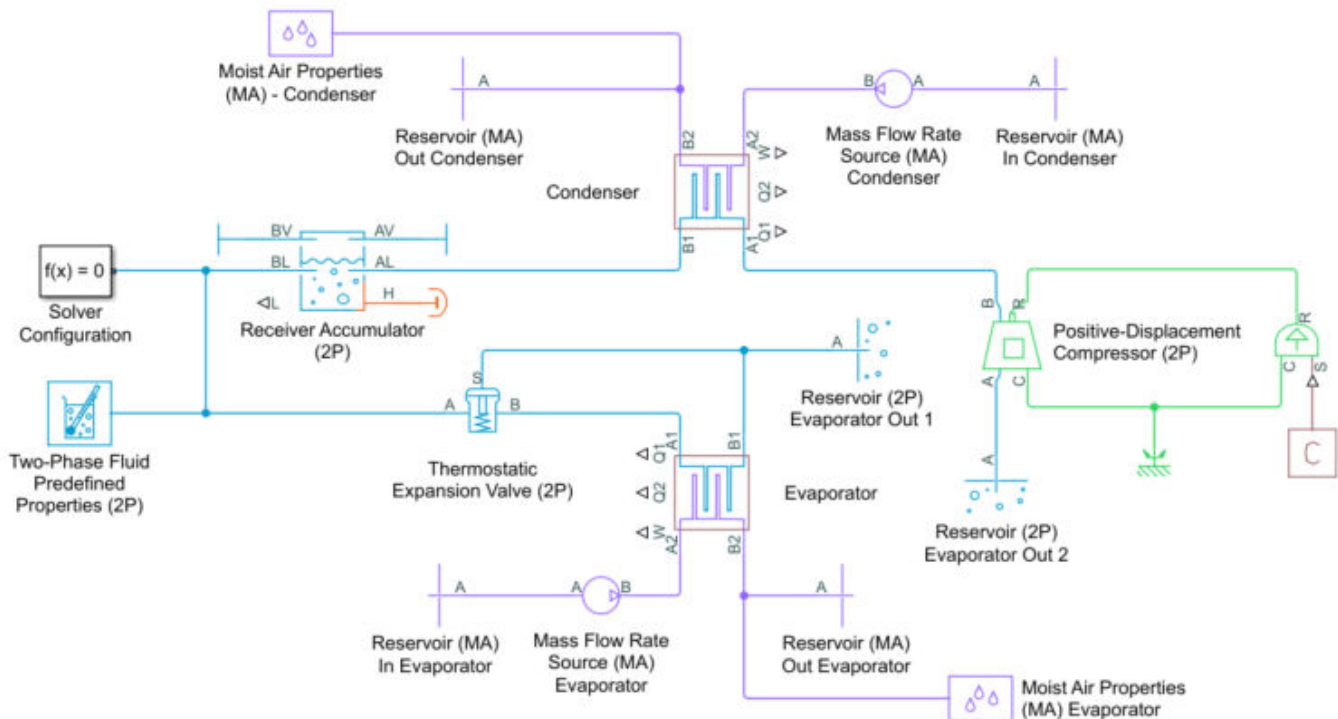 Moist Air Properties
(MA) - Condenser
A
Reservoir (MA)
Out Condenser
B
A
Mass Flow Rate
Source (MA)
Condenser
Reservoir (MA)
In Condenser
B2
A2
W
Q2
Q1
Condenser
B1
A1
f(x) = 0
Solver
Configuration
BV
AV
BL
AL
L
H
Receiver Accumulator
(2P)
B
R
A
C
Positive-Displacement
Compressor (2P)
R
C
S
C
A
Reservoir (2P)
Evaporator Out 1
Two-Phase Fluid
Predefined
Properties (2P)
S
A
B
Thermostatic
Expansion Valve (2P)
A1
B1
Q1
Q2
W
A2
B2
Evaporator
A
Reservoir (2P)
Evaporator Out 2
A
A
B
Reservoir (MA)
In Evaporator
Mass Flow Rate
Source (MA)
Evaporator
A
Reservoir (MA)
Out Evaporator
Moist Air Properties
(MA) Evaporator